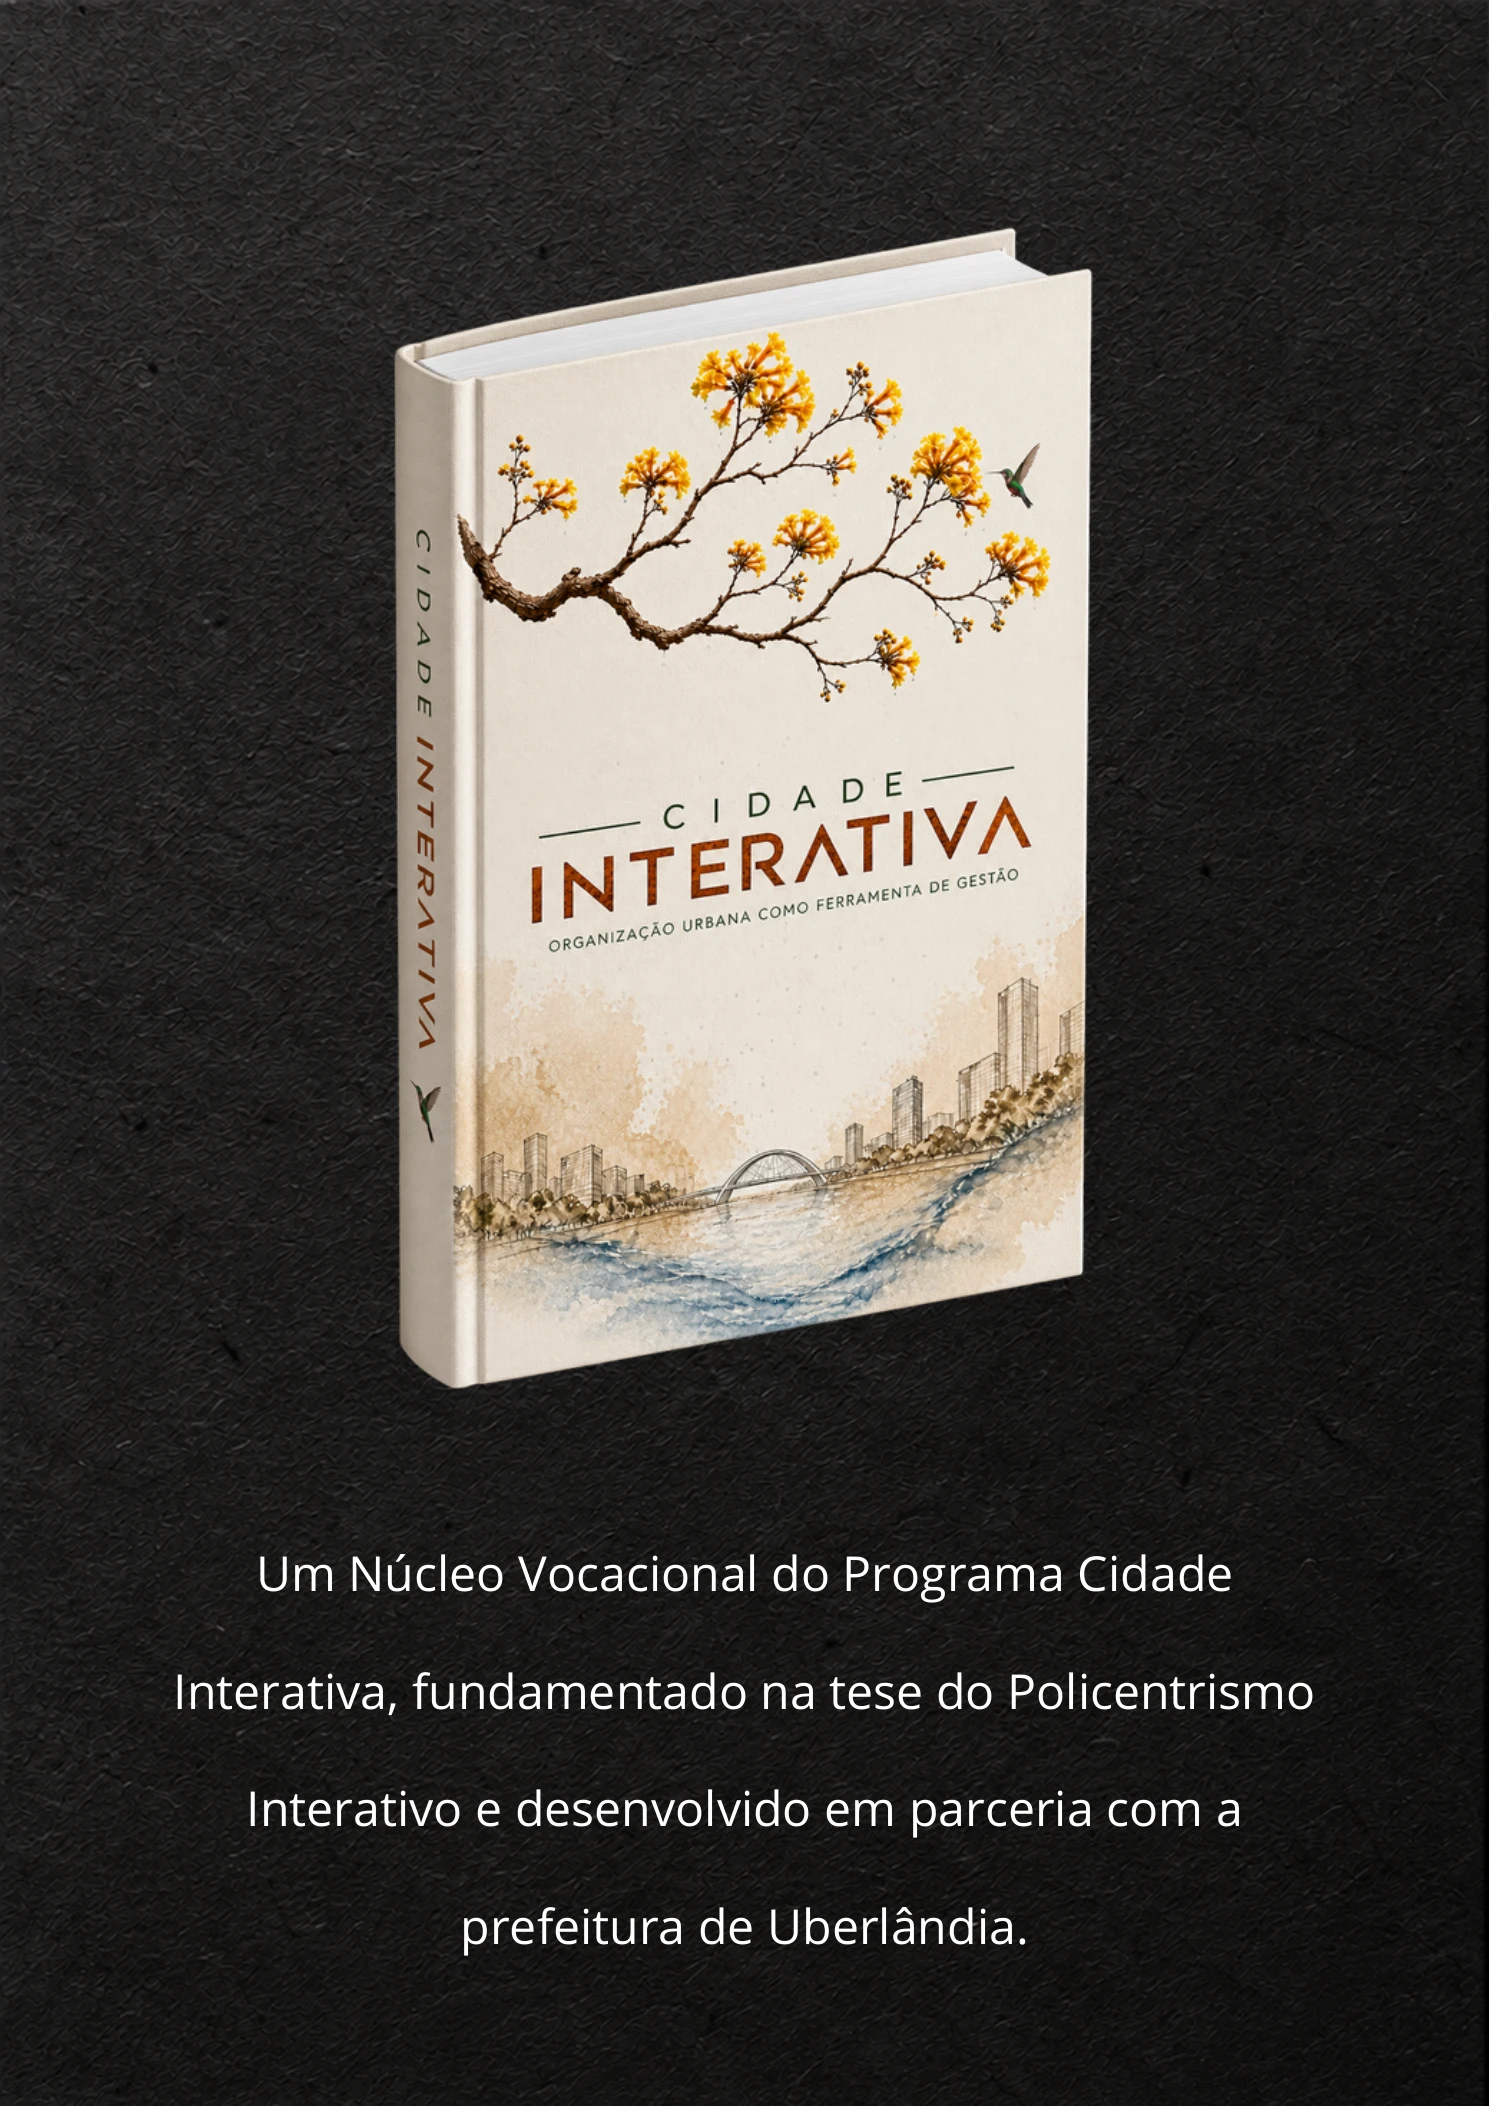 CIDADE INTERATIVA
CIDADE
INTERATIVA
ORGANIZAÇÃO URBANA COMO FERRAMENTA DE GESTÃO
Um Núcleo Vocacional do Programa Cidade
Interativa, fundamentado na tese do Policentrismo
Interativo e desenvolvido em parceria com a
prefeitura de Uberlândia.